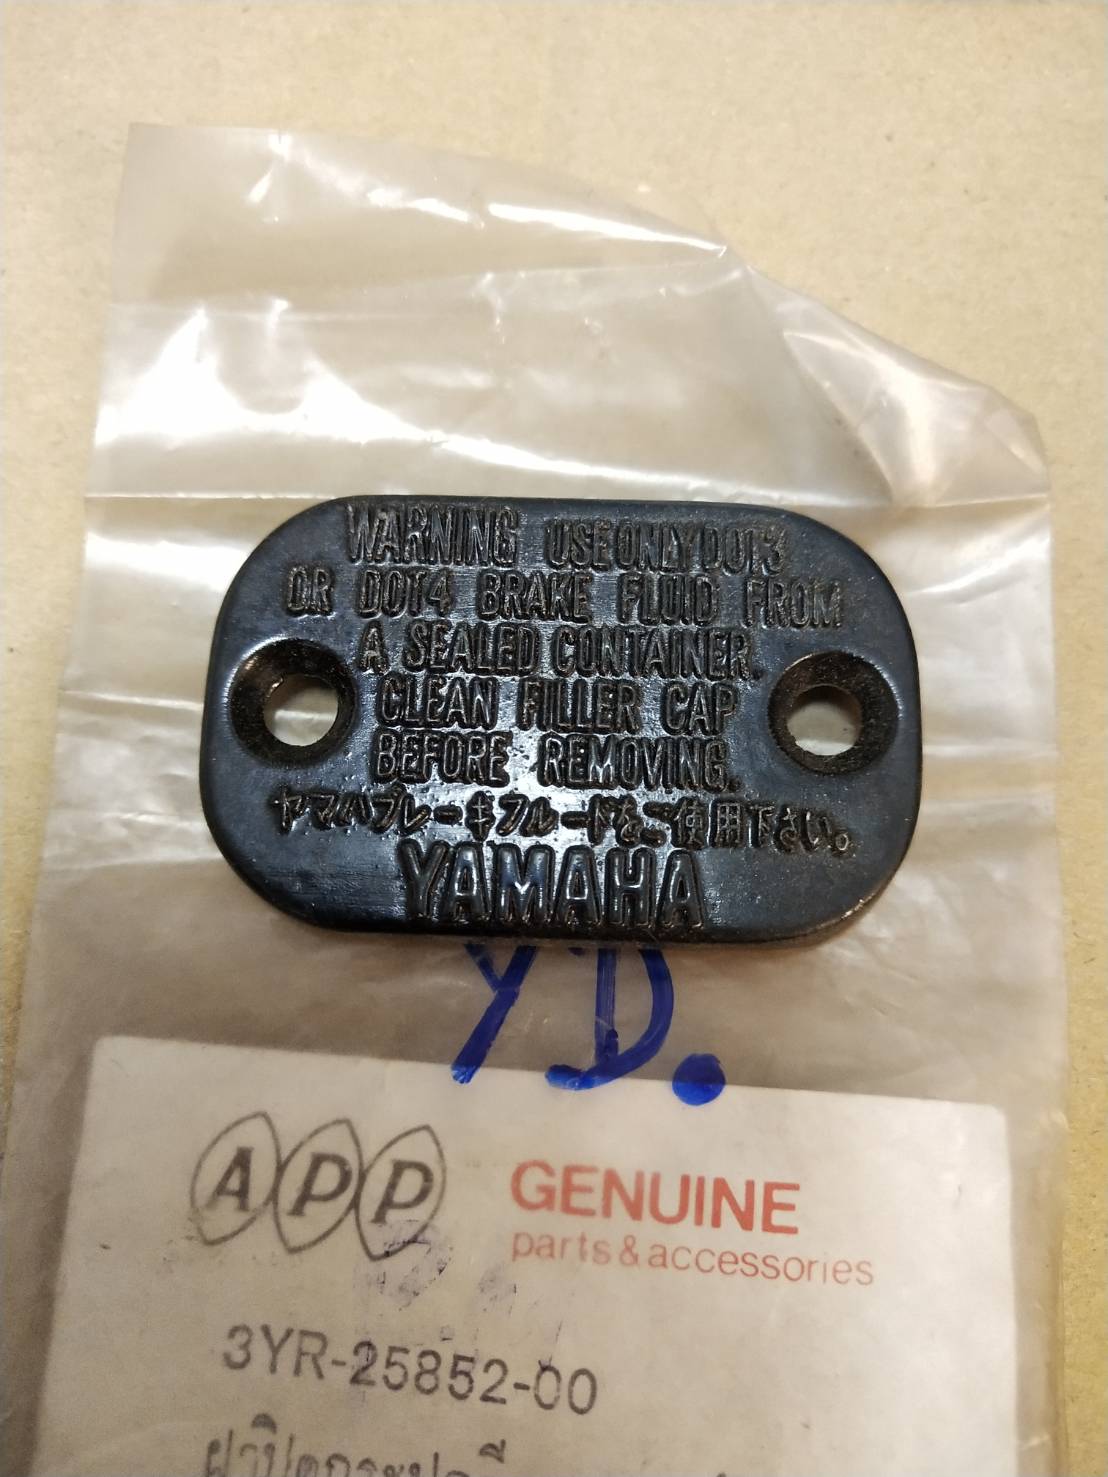 WARNING USE ONLY DOT3
OR DOT4 BRAKE FLUID FROM
A SEALED CONTAINER.
CLEAN FILLER CAP
BEFORE REMOVING.
ヤマハブレーキフルードをご使用下さい。
YAMAHA
YD.
APP GENUINE
parts & accessories
3YR-25852-00